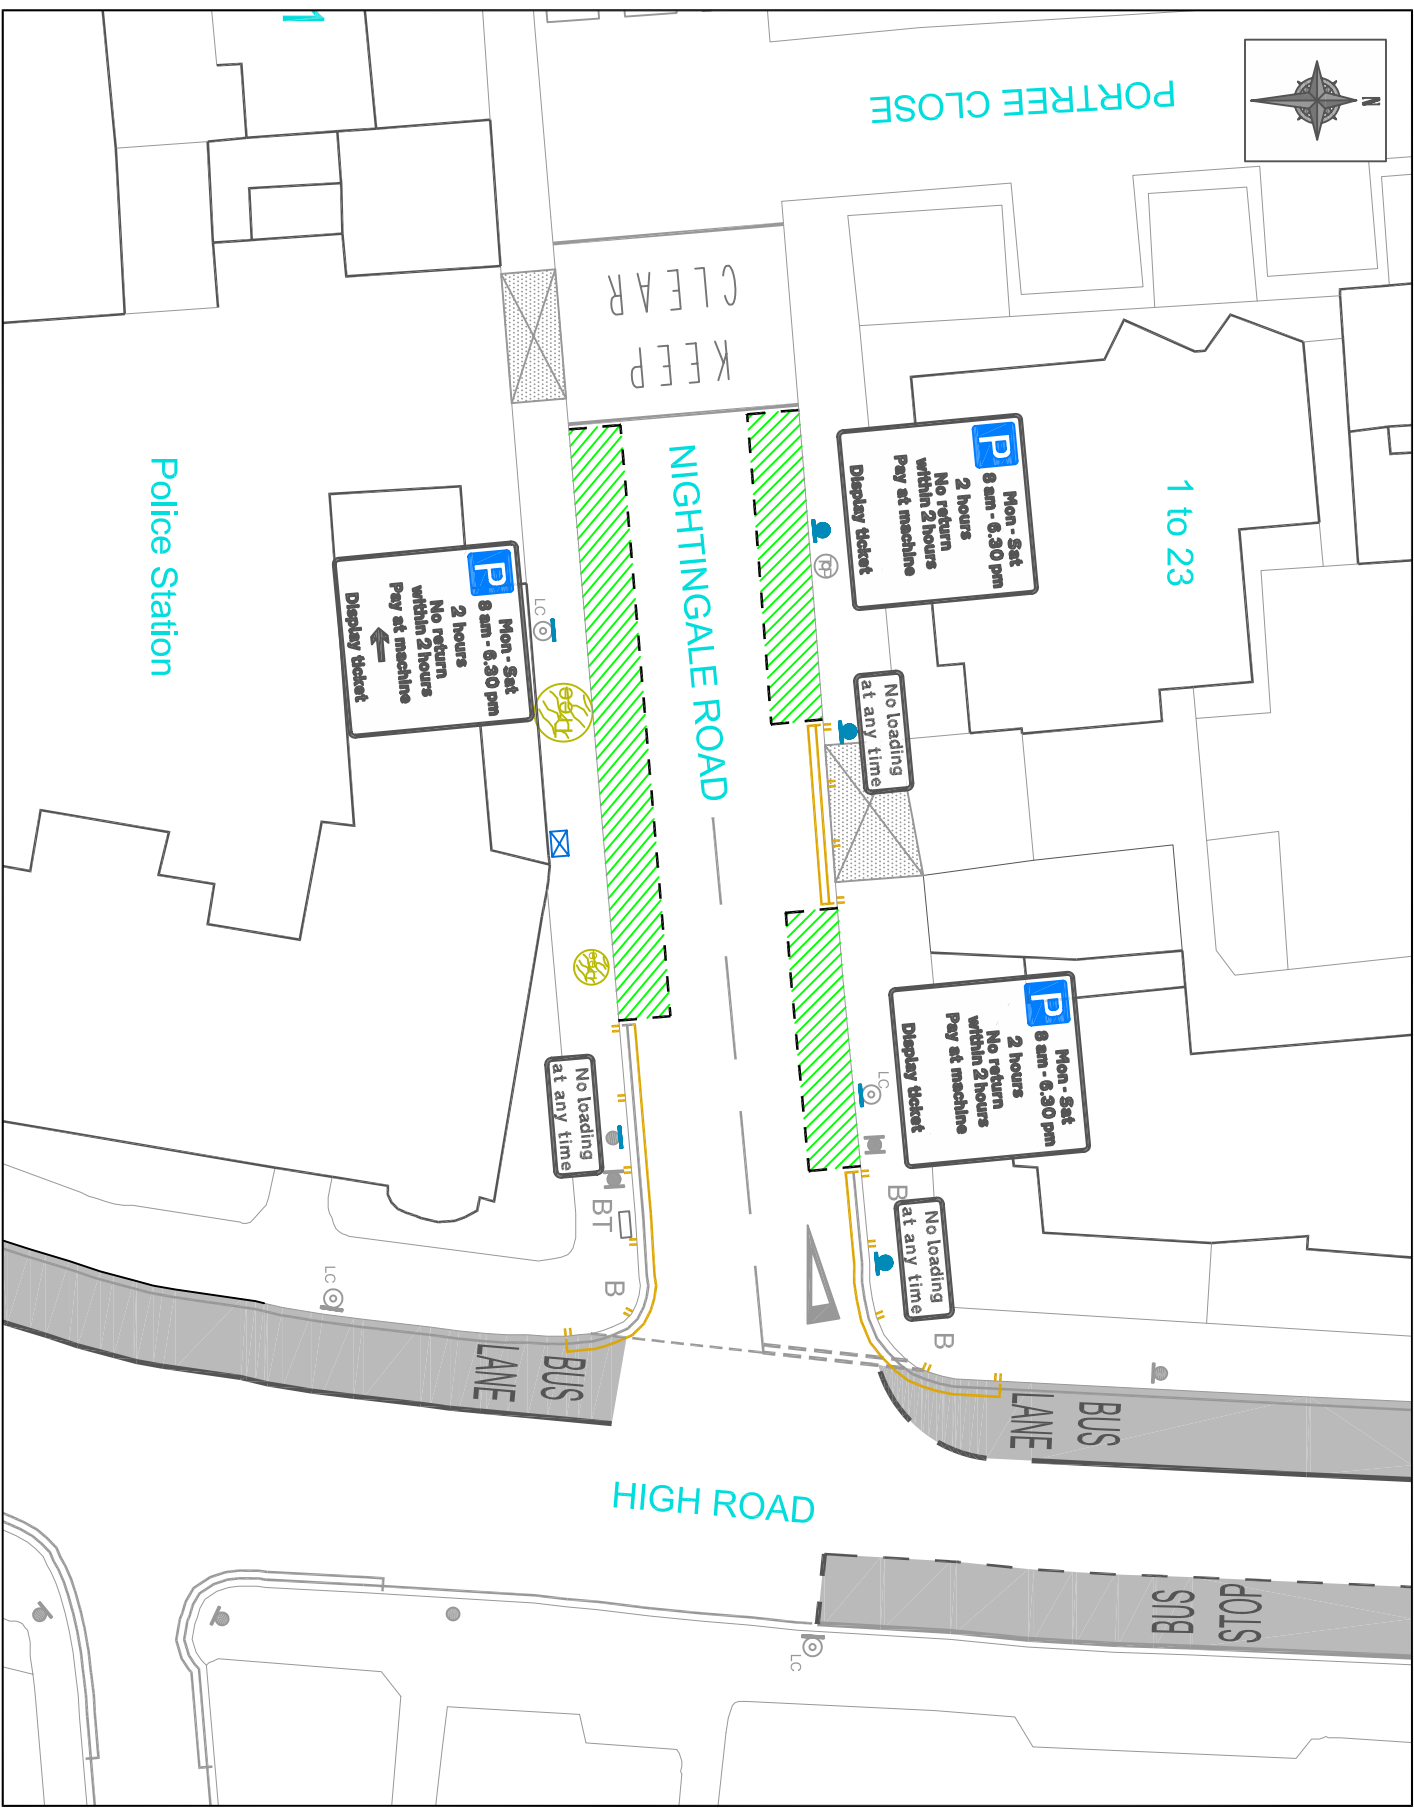 PORTREE CLOSE
N
CLEAR
KEEP
NIGHTINGALE ROAD
Police Station
1 to 23
P
Mon - Sat
8 am - 6.30 pm
2 hours
No return
within 2 hours
Pay at machine
Display ticket
No loading
at any time
P
Mon - Sat
8 am - 6.30 pm
2 hours
No return
within 2 hours
Pay at machine
Display ticket
LC
Tree
P
Mon - Sat
8 am - 6.30 pm
2 hours
No return
within 2 hours
Pay at machine
Display ticket
LC
Tree
No loading
at any time
BT
B
B
No loading
at any time
B
LC
BUS
LANE
BUS
LANE
HIGH ROAD
BUS
STOP
LC